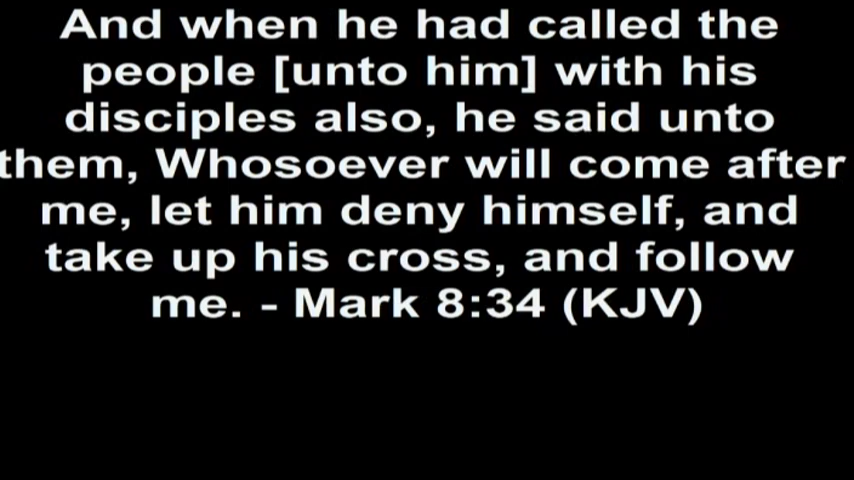 And when he had called the
people [unto him] with his
disciples also, he said unto
them, Whosoever will come after
me, let him deny himself, and
take up his cross, and follow
me. - Mark 8:34 (KJV)